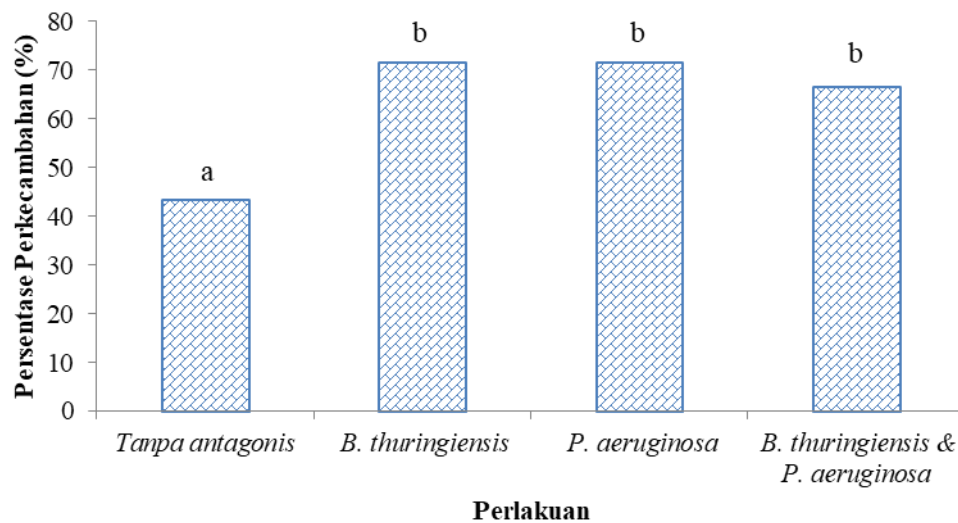 Persentase Perkecambahan (%)
80
70
60
50
40
30
20
10
0
a
b
b
b
Tanpa antagonis
B. thuringiensis
P. aeruginosa
B. thuringiensis &
P. aeruginosa
Perlakuan